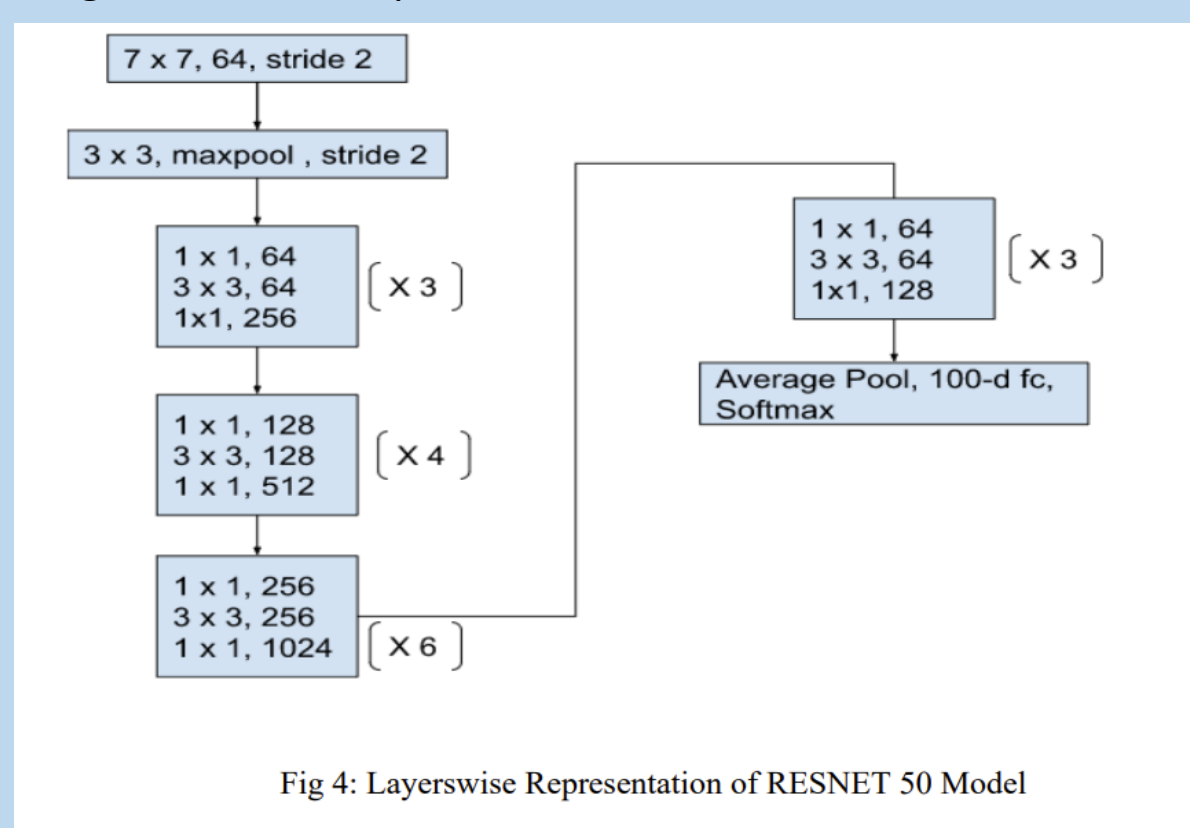 7 x 7, 64, stride 2
3 x 3, maxpool , stride 2
1 x 1, 64
3 x 3, 64
1x1, 256
X 3
1 x 1, 128
3 x 3, 128
1 x 1, 512
X 4
1 x 1, 256
3 x 3, 256
1 x 1, 1024
X 6
1 x 1, 64
3 x 3, 64
1x1, 128
X 3
Average Pool, 100-d fc,
Softmax
Fig 4: Layerswise Representation of RESNET 50 Model